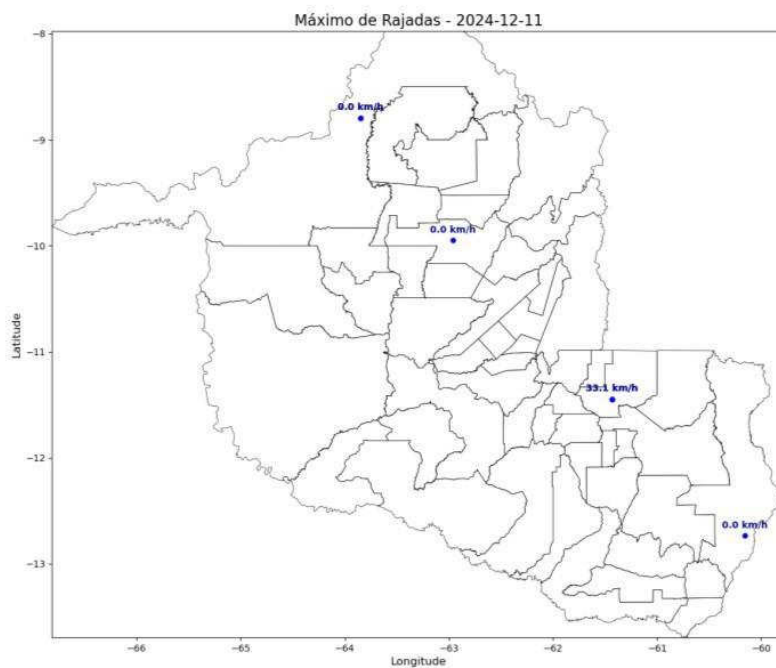 Máximo de Rajadas - 2024-12-11
−8
0.0 km/h
−9
0.0 km/h
−10
Latitude
−11
33.1 km/h
−12
0.0 km/h
−13
−66
−65
−64
−63
−62
−61
−60
Longitude